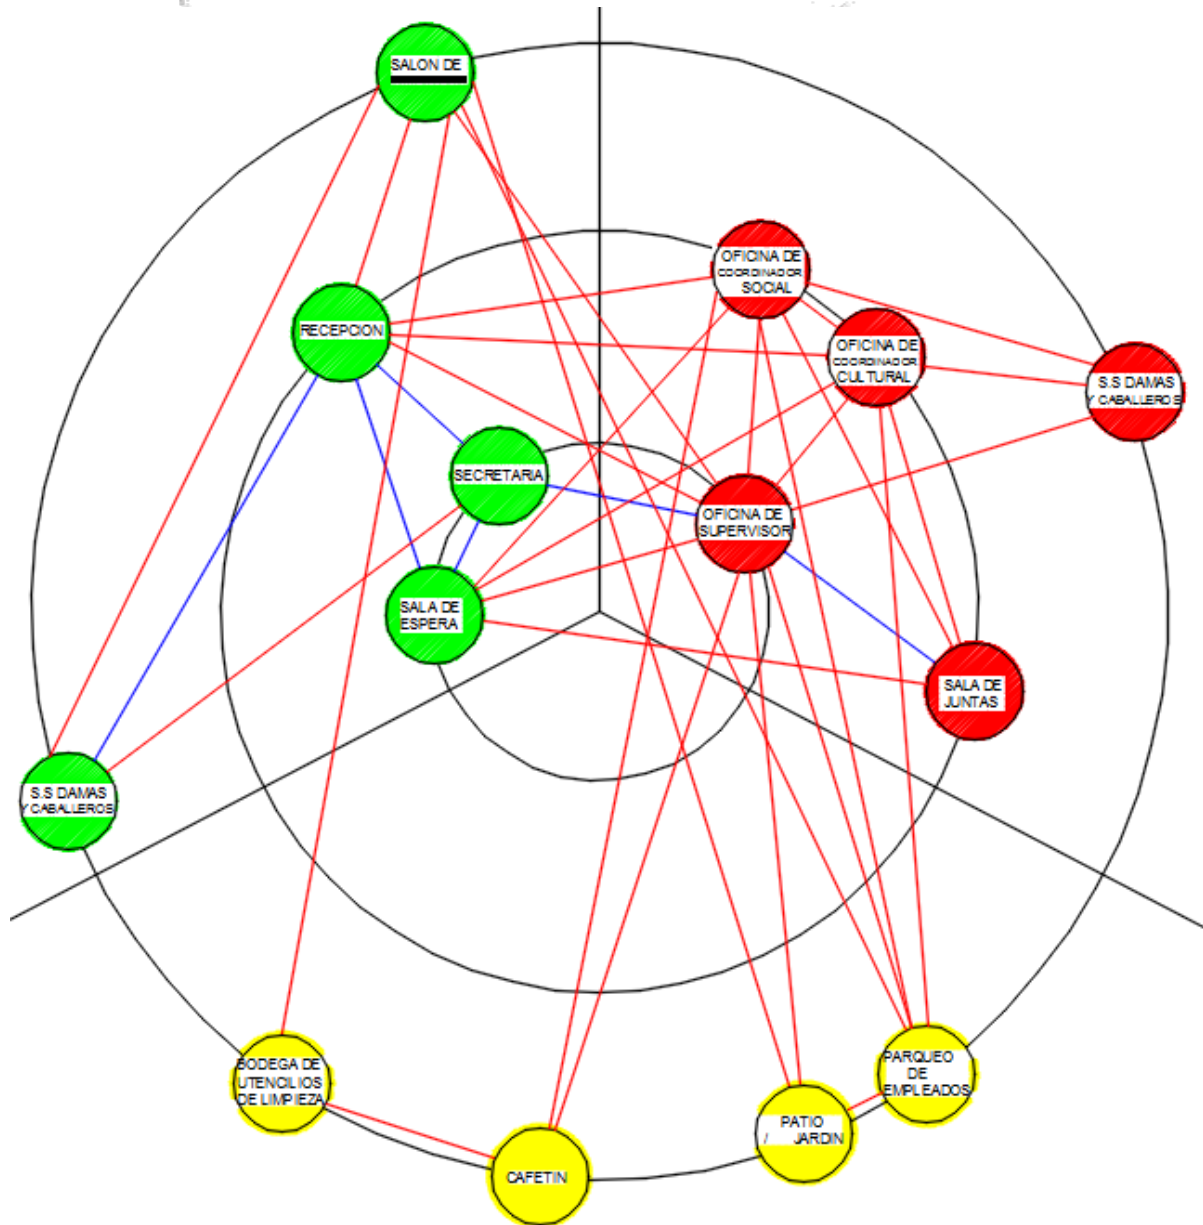 SALON DE
OFICINA DE
COORDINADOR
SOCIAL
RECEPCION
OFICINA DE
COORDINADOR
CULTURAL
S.S DAMAS
Y CABALLEROS
SECRETARIA
OFICINA DE
SUPERVISOR
SALA DE
ESPERA
SALA DE
JUNTAS
S.S DAMAS
Y CABALLEROS
BODEGA DE
UTENCILIOS
DE LIMPIEZA
PARQUEO
DE
EMPLEADOS
PATIO
/ JARDIN
CAFETIN